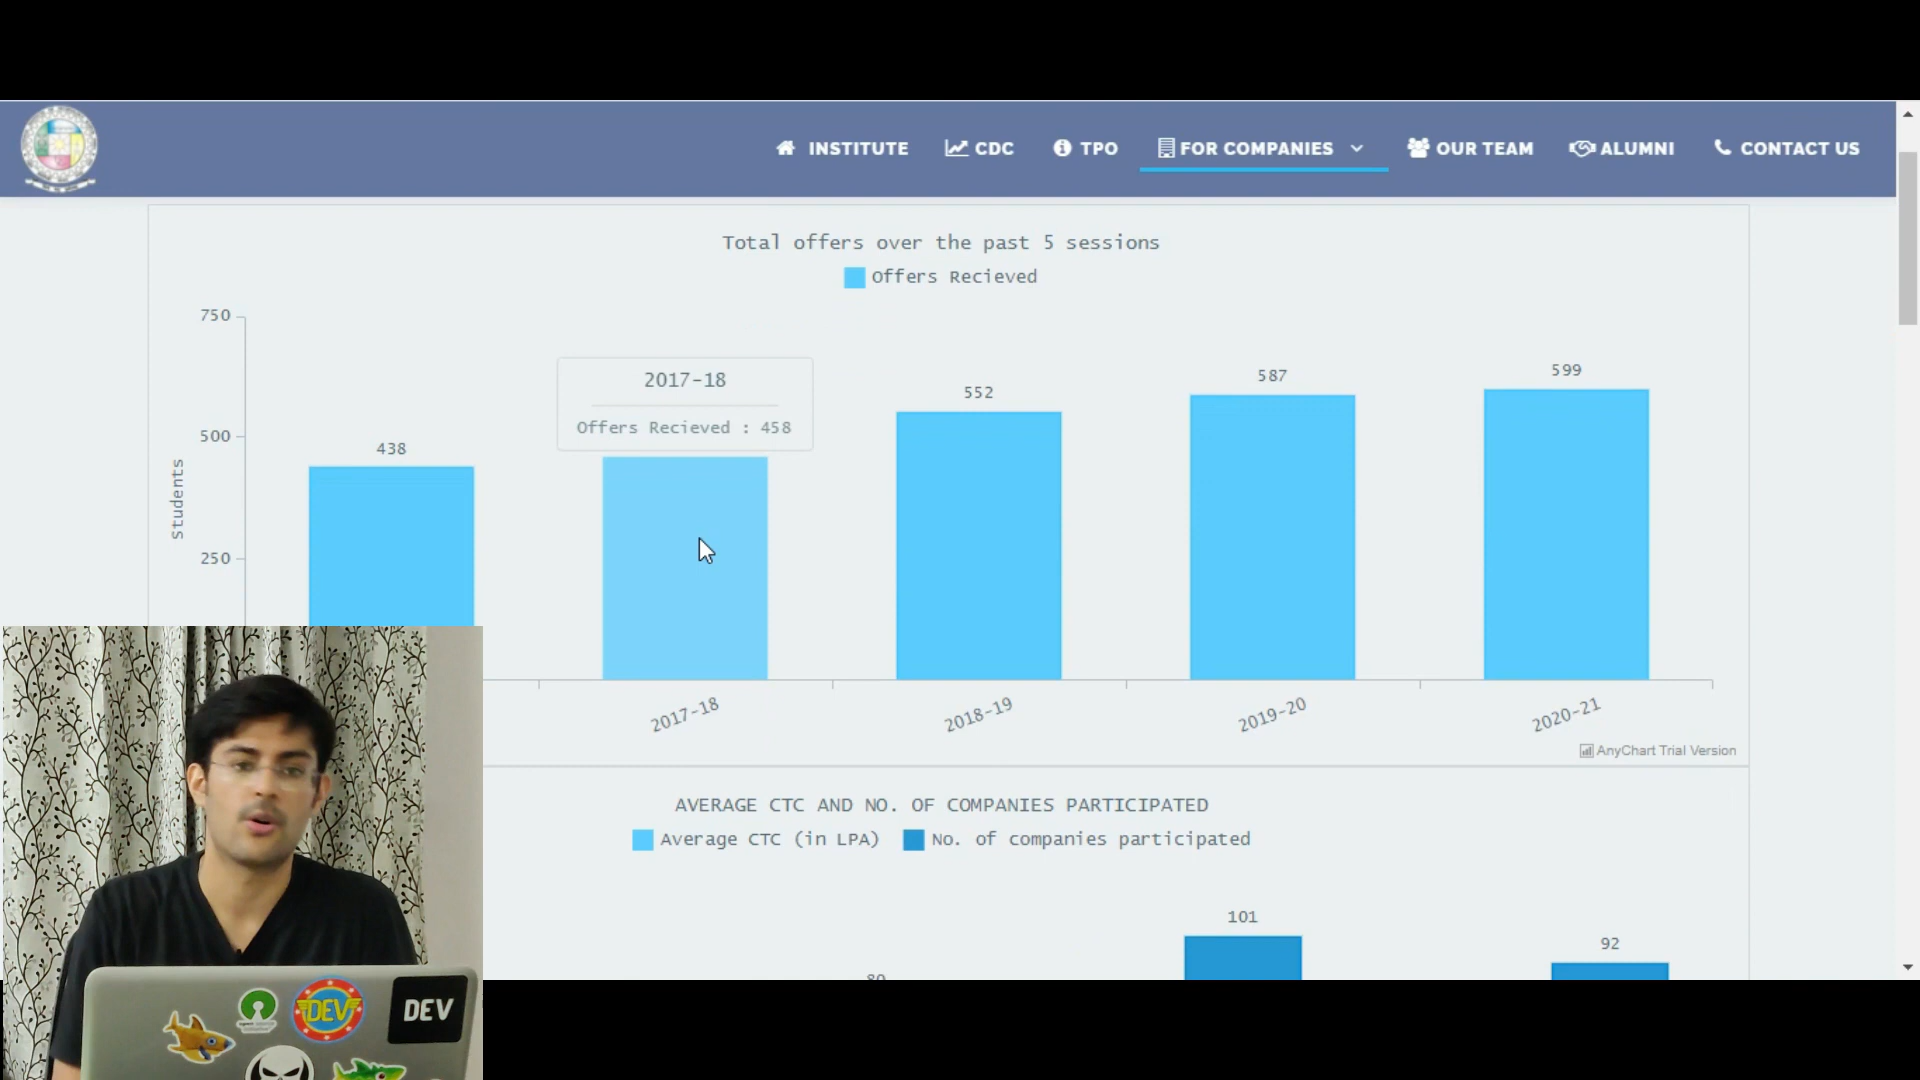 INSTITUTE CDC TPO FOR COMPANIES OUR TEAM ALUMNI CONTACT US
Total offers over the past 5 sessions
Offers Recieved
750
500
250
Students
438
2017-18
Offers Recieved : 458
552
587
599
2017-18
2018-19
2019-20
2020-21
AnyChart Trial Version
AVERAGE CTC AND NO. OF COMPANIES PARTICIPATED
Average CTC (in LPA) No. of companies participated
101
92
DEV
DEV